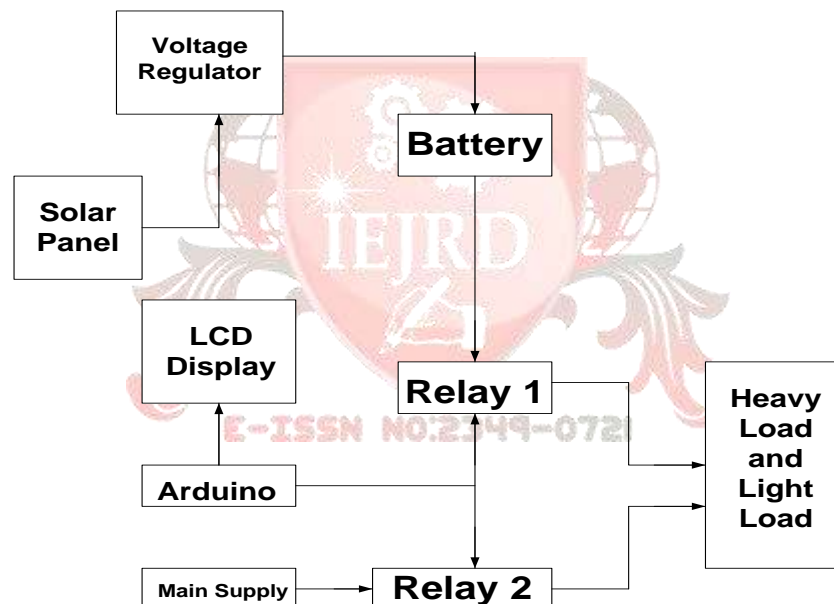 Voltage
Regulator
Battery
Solar
Panel
IEJRD
LCD
Display
Relay 1
Heavy
Load
and
Light
Load
E-ISSN NO:2349-0721
Arduino
Main Supply
Relay 2